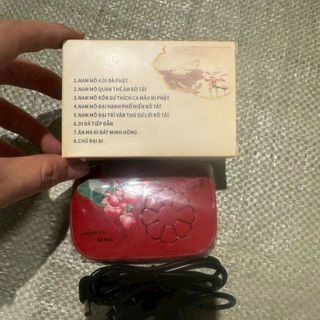 1.NAM MÔ A DI ĐÀ PHẬT
2.NAM MÔ QUAN THẾ ÂM BỒ TÁT
3.NAM MÔ BỔN SƯ THÍCH CA MÂU NI PHẬT
4.NAM MÔ ĐẠI HẠNH PHỔ HIỀN BỒ TÁT
5.NAM MÔ ĐẠI TRÍ VĂN THÙ SƯ LỢI BỒ TÁT
6.DI ĐÀ TIẾP DẪN
7.ÁN MA NI BÁT MINH HỒNG
8.CHÚ ĐẠI BI